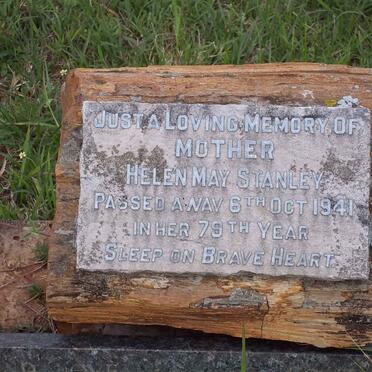 JUST A LOVING MEMORY OF
MOTHER
HELEN MAY STANLEY
PASSED AWAY 6TH OCT 1941
IN HER 79TH YEAR
SLEEP ON BRAVE HEART